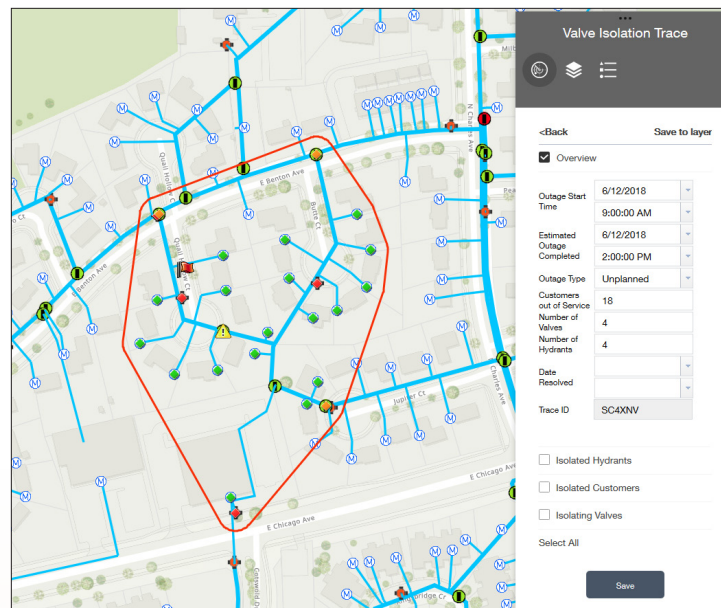 Valve Isolation Trace
<Back
Save to layer
Overview
Outage Start
Time
6/12/2018
9:00:00 AM
Estimated
Outage
Completed
6/12/2018
2:00:00 PM
Outage Type
Unplanned
Customers
out of Service
18
Number of
Valves
4
Number of
Hydrants
4
Date
Resolved
Trace ID
SC4XNV
Isolated Hydrants
Isolated Customers
Isolating Valves
Select All
Save
N Charles Ave
E Benton Ave
Quail Hollow Ct
Butte Ct
Quail Hollow Ct
E Benton Ave
Jupiter Ct
Charles Ave
E Chicago Ave
E Chicago Ave